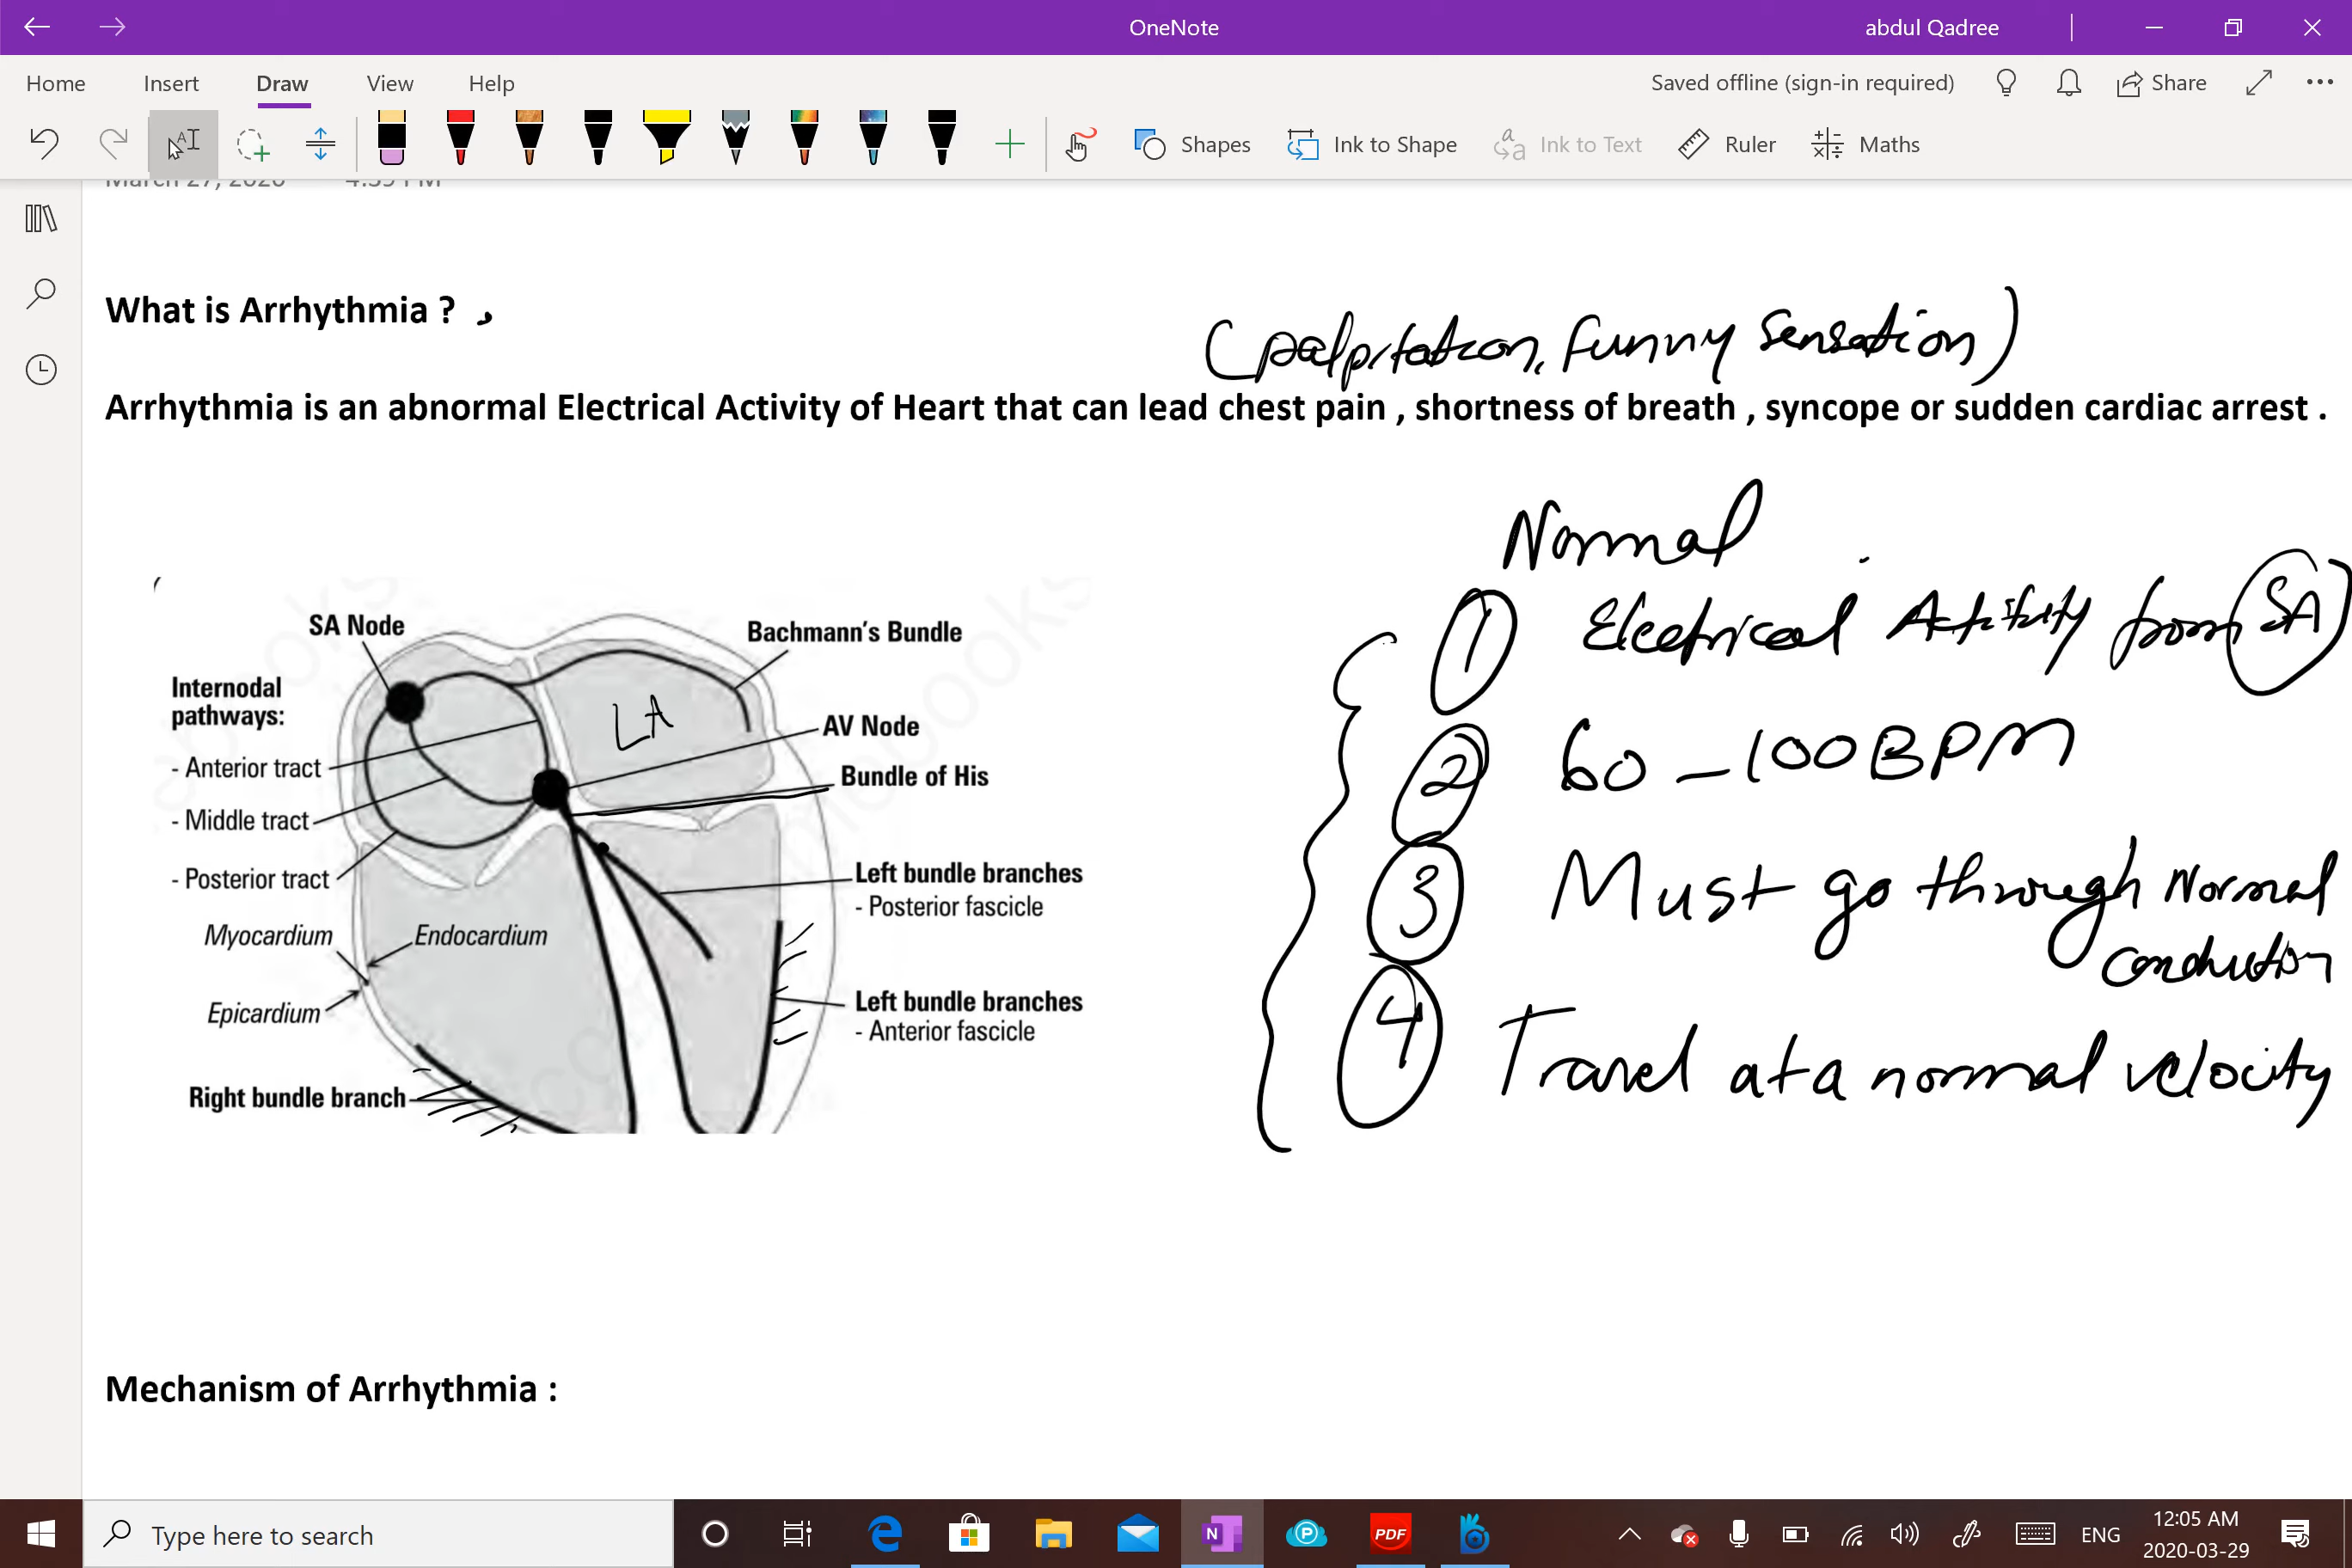 OneNote
abdul Qadree
Home Insert Draw View Help
Saved offline (sign-in required)
Share
Shapes Ink to Shape Ink to Text Ruler Maths
What is Arrhythmia ? ,
(palpitation, funny sensation)
Arrhythmia is an abnormal Electrical Activity of Heart that can lead chest pain , shortness of breath , syncope or sudden cardiac arrest .
Normal
1 Electrical Activity from SA
2 60 - 100 BPM
3 Must go through Normal
conduction
4 Travel at a normal velocity
SA Node
Bachmann's Bundle
Internodal
pathways:
LA
AV Node
- Anterior tract
Bundle of His
- Middle tract
- Posterior tract
Left bundle branches
- Posterior fascicle
Myocardium
Endocardium
Epicardium
Left bundle branches
- Anterior fascicle
Right bundle branch
Mechanism of Arrhythmia :
Type here to search
N
P
PDF
ENG
12:05 AM
2020-03-29